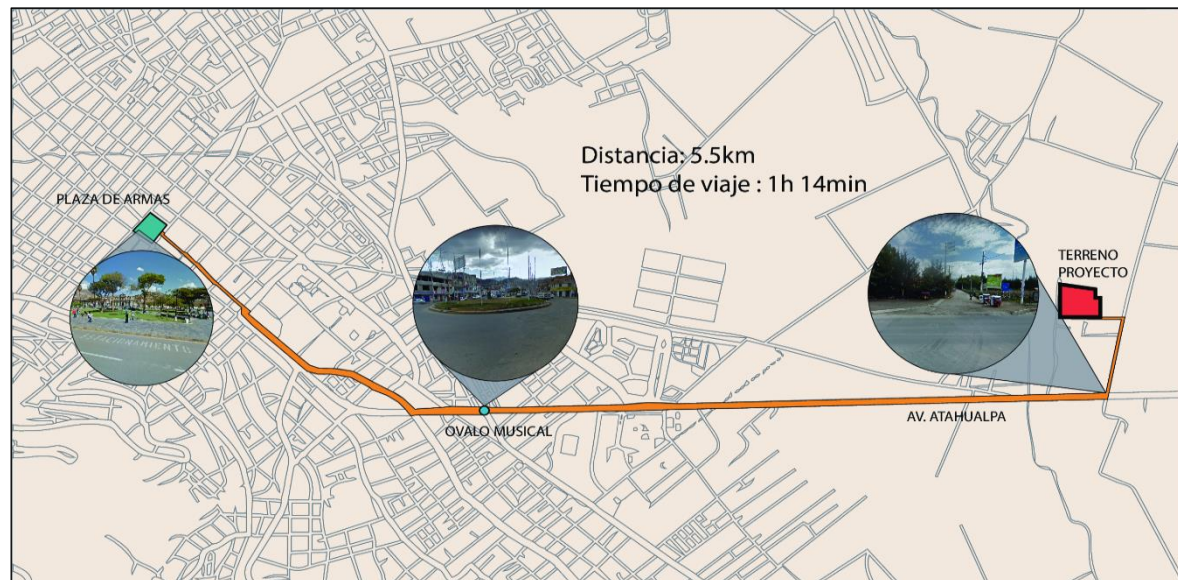 Distancia: 5.5km
Tiempo de viaje : 1h 14min
PLAZA DE ARMAS
TERRENO
PROYECTO
OVALO MUSICAL
AV. ATAHUALPA